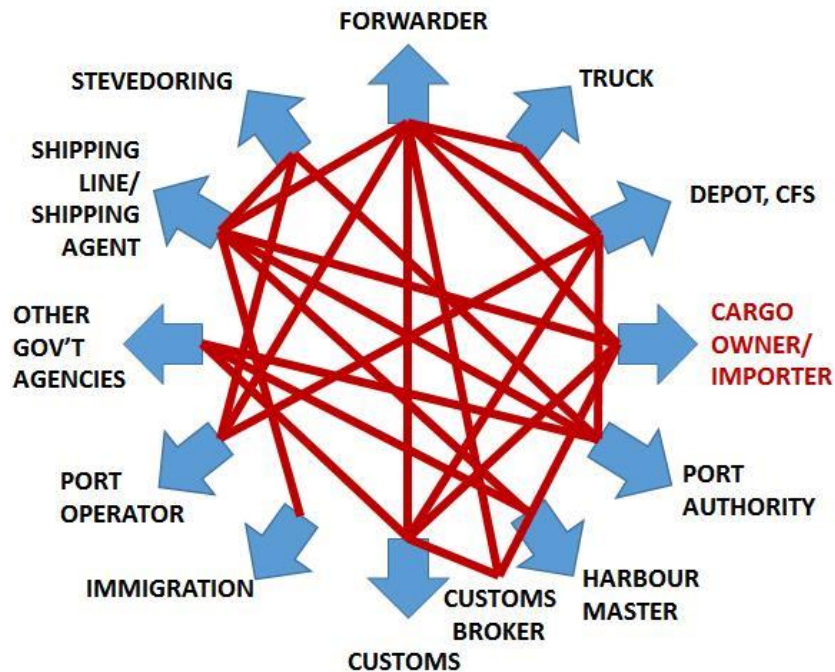 FORWARDER
STEVEDORING
TRUCK
SHIPPING
LINE/
SHIPPING
AGENT
DEPOT, CFS
OTHER
GOV'T
AGENCIES
CARGO
OWNER/
IMPORTER
PORT
OPERATOR
PORT
AUTHORITY
IMMIGRATION
CUSTOMS
BROKER
HARBOUR
MASTER
CUSTOMS